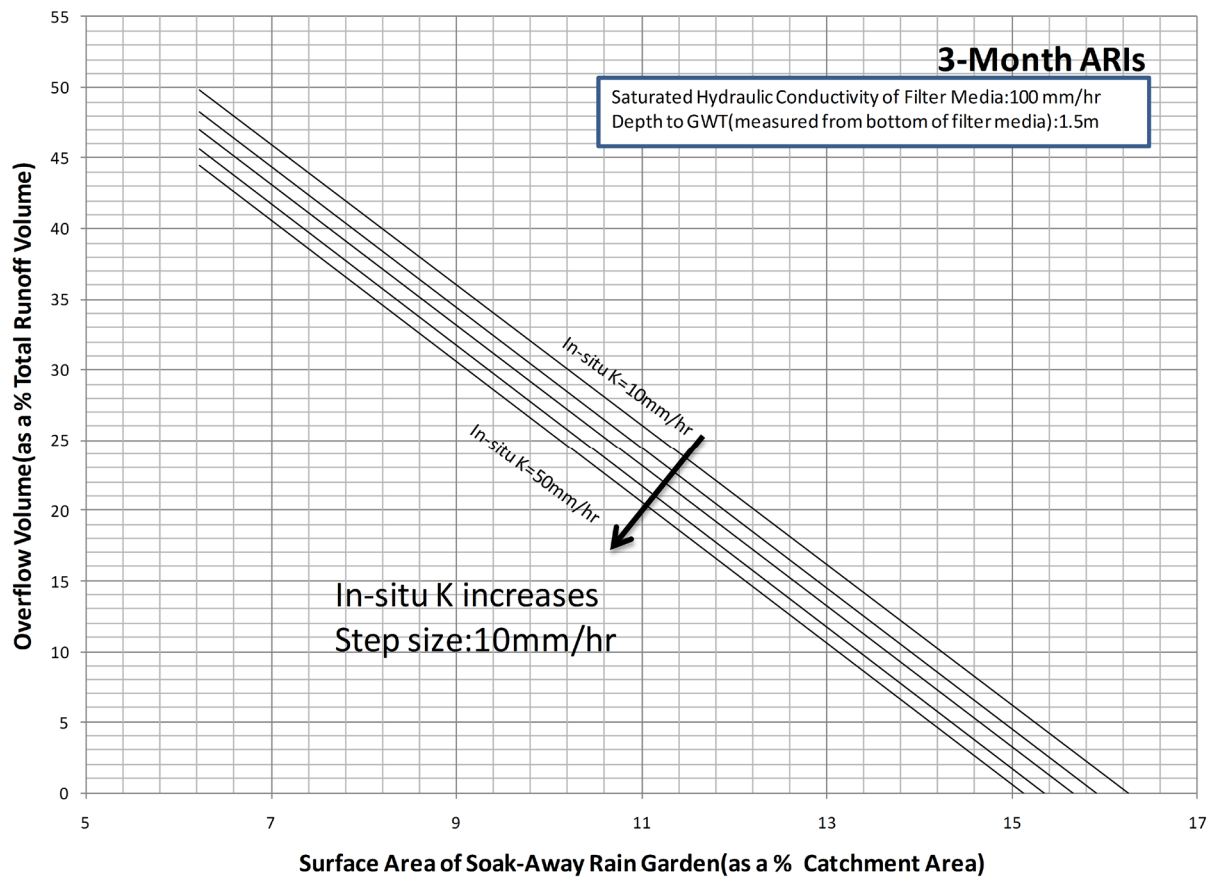 3-Month ARIs
Saturated Hydraulic Conductivity of Filter Media:100 mm/hr
Depth to GWT(measured from bottom of filter media):1.5m
Overflow Volume(as a % Total Runoff Volume)
55
50
45
40
35
30
25
20
15
10
5
0
In-situ K=10mm/hr
In-situ K=50mm/hr
In-situ K increases
Step size:10mm/hr
5 7 9 11 13 15 17
Surface Area of Soak-Away Rain Garden(as a % Catchment Area)